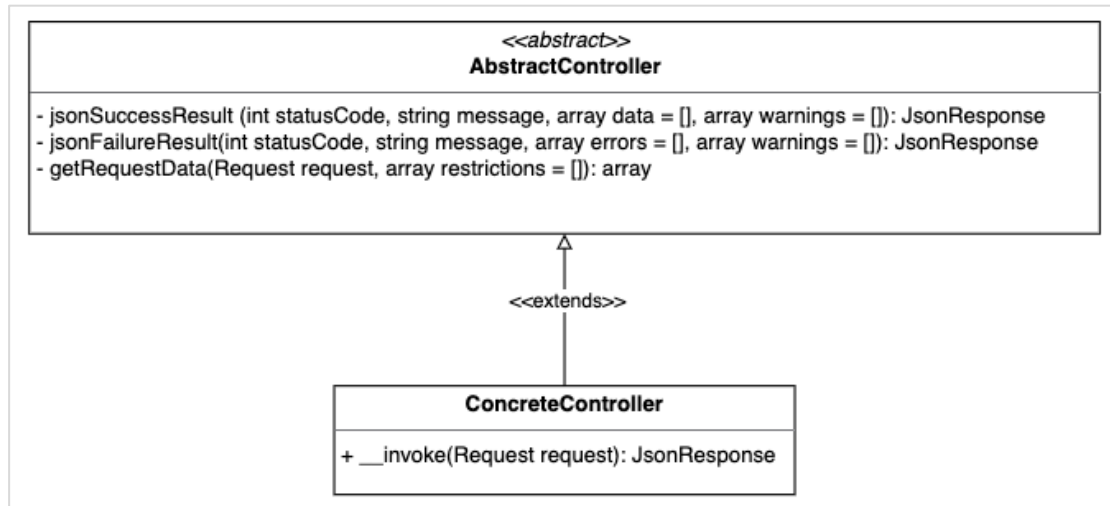 <<abstract>>
AbstractController
- jsonSuccessResult (int statusCode, string message, array data = [], array warnings = []): JsonResponse
- jsonFailureResult(int statusCode, string message, array errors = [], array warnings = []): JsonResponse
- getRequestData(Request request, array restrictions = []): array
<<extends>>
ConcreteController
+ __invoke(Request request): JsonResponse